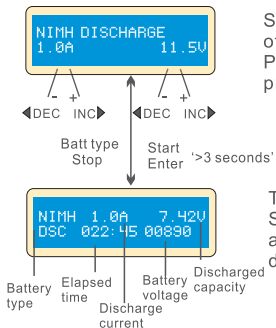 NIMH DISCHARGE
1.0A 11.5V
- + - +
DEC INC DEC INC
Batt type
Stop
Start
Enter
'>3 seconds'
NIMH 1.0A 7.42V
DSC 022:45 00890
Battery
type
Elapsed
time
Discharge
current
Battery
voltage
Discharged
capacity